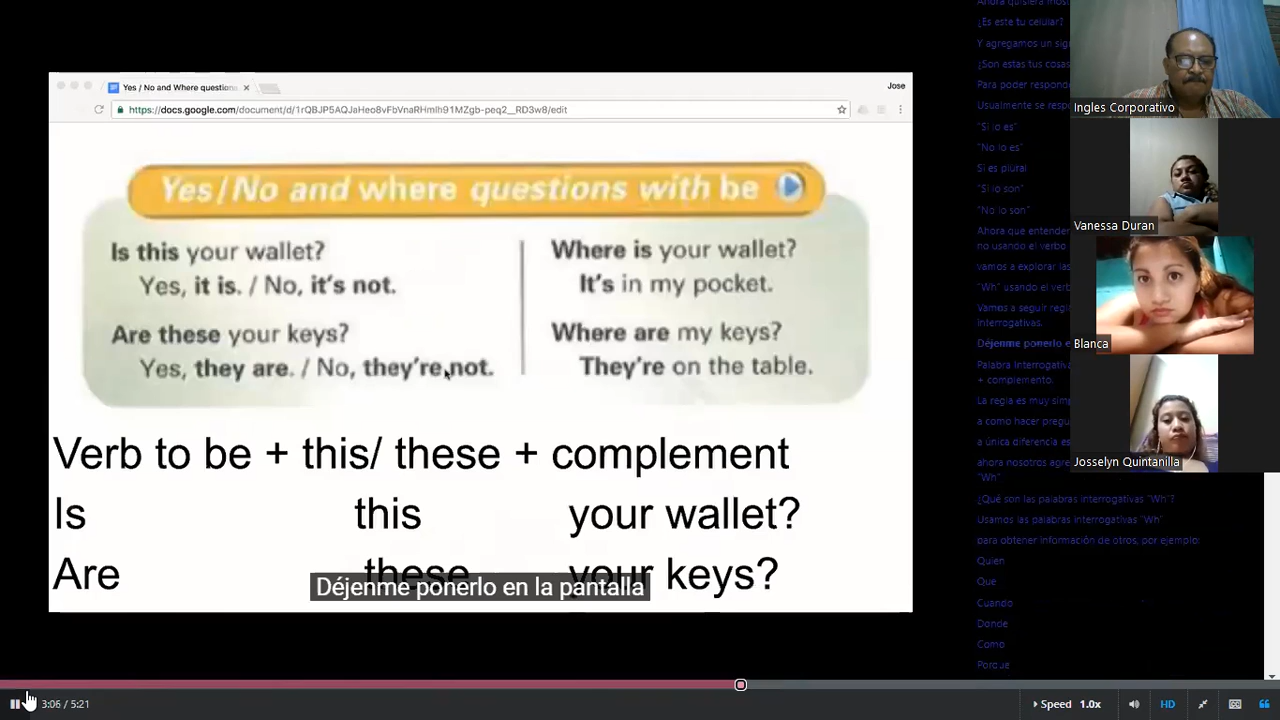 Yes / No and Where question
Jose
https://docs.google.com/document/d/1rQBJP5AQJaHeo8vFbVnaRHmlh91MZgb-peq2__RD3w8/edit
Yes/No and where questions with be
Is this your wallet?
Yes, it is. / No, it's not.
Are these your keys?
Yes, they are. / No, they're not.
Where is your wallet?
It's in my pocket.
Where are my keys?
They're on the table.
Verb to be + this/ these + complement
Is this your wallet?
Are these your keys?
Déjenme ponerlo en la pantalla
¿Es este tu celular?
Y agregamos un sig
¿Son estas tus cosas
Para poder respond
Usualmente se resp
"Si lo es"
"No lo es"
Si es plural
"Si lo son"
"No lo son"
Ahora que entender
no usando el verbo
vamos a explorar las
"Wh" usando el verb
Vamos a seguir regl
interrogativas.
Déjenme ponerlo e
Palabra interrogativ
+ complemento.
La regla es muy sim
a como hacer pregu
a única diferencia es
ahora nosotros agre
"Wh"
¿Qué son las palabras interrogativas "Wh"?
Usamos las palabras interrogativas "Wh"
para obtener información de otros, por ejemplo:
Quien
Que
Cuando
Donde
Como
Porque
Ingles Corporativo
Vanessa Duran
Blanca
Josselyn Quintanilla
3:06 / 5:21
Speed 1.0x
HD